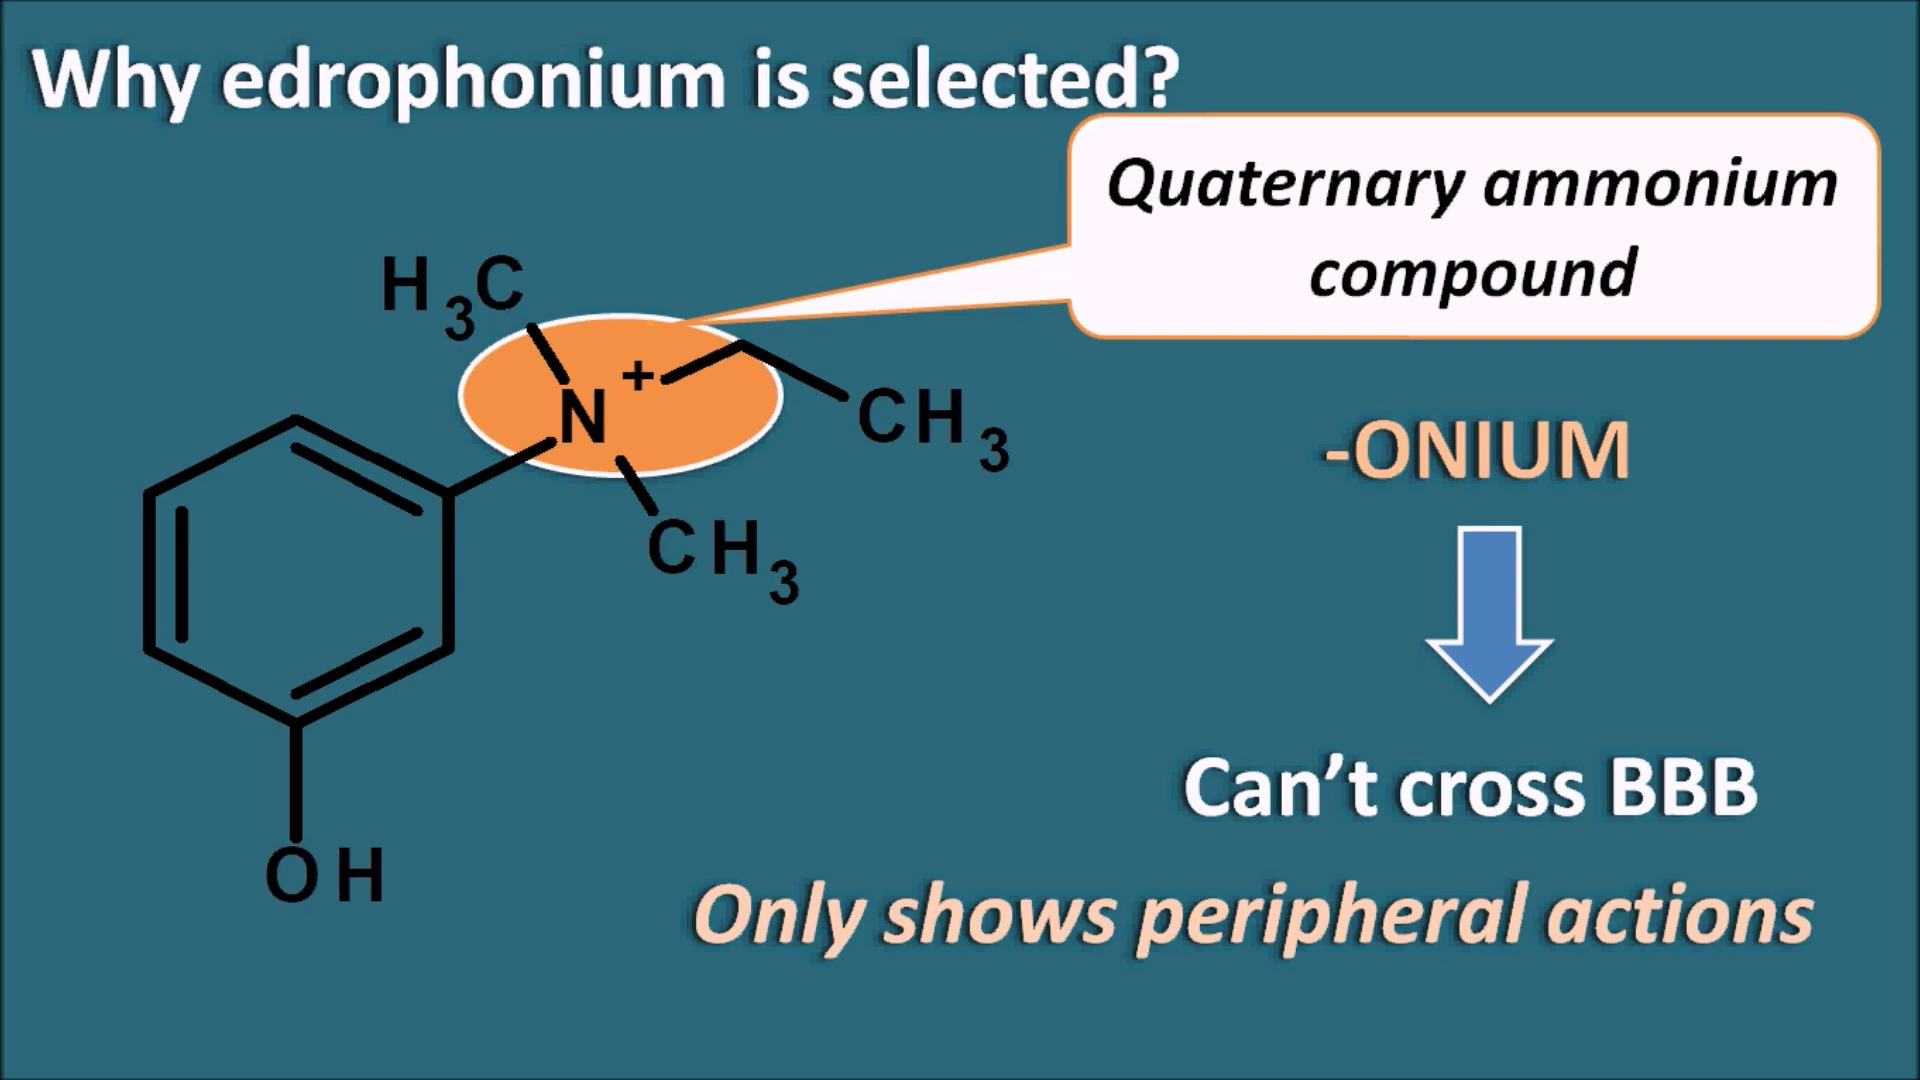 Why edrophonium is selected?
Quaternary ammonium
compound
H3C
N+
CH3
CH3
OH
-ONIUM
Can’t cross BBB
Only shows peripheral actions